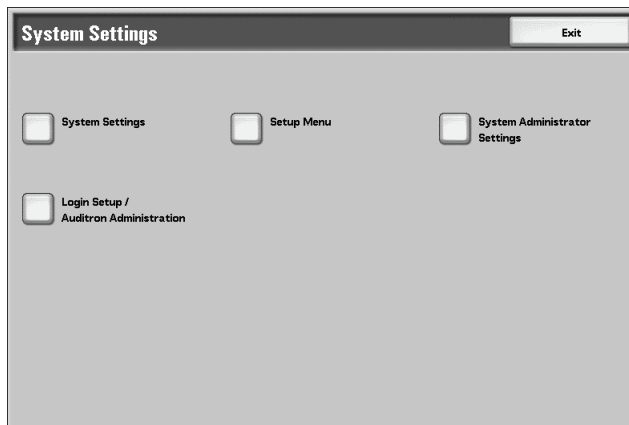 System Settings
Exit
System Settings
Setup Menu
System Administrator
Settings
Login Setup /
Auditron Administration